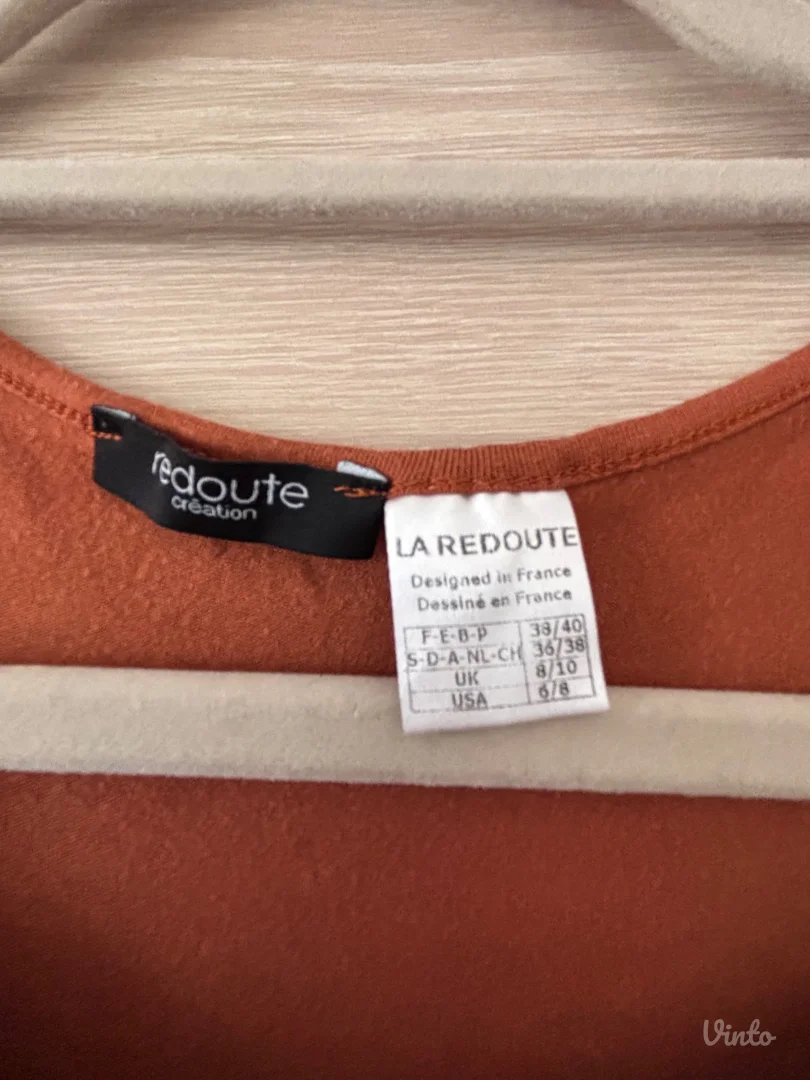 redoute
création
LA REDOUTE
Designed in France
Dessiné en France
F-E-B-P 38/40
S-D-A-NL-CH 36/38
UK 8/10
USA 6/8
Vinto